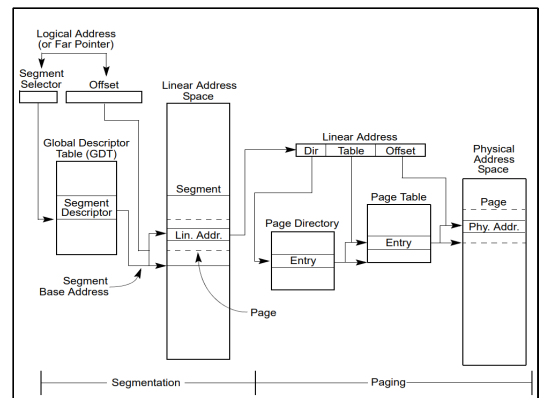 Logical Address
(or Far Pointer)
Segment
Selector
Offset
Linear Address
Space
Global Descriptor
Table (GDT)
Segment
Descriptor
Segment
Base Address
Segment
Lin. Addr.
Page
Linear Address
Dir Table Offset
Page Directory
Entry
Page Table
Entry
Physical
Address
Space
Page
Phy. Addr.
Segmentation
Paging